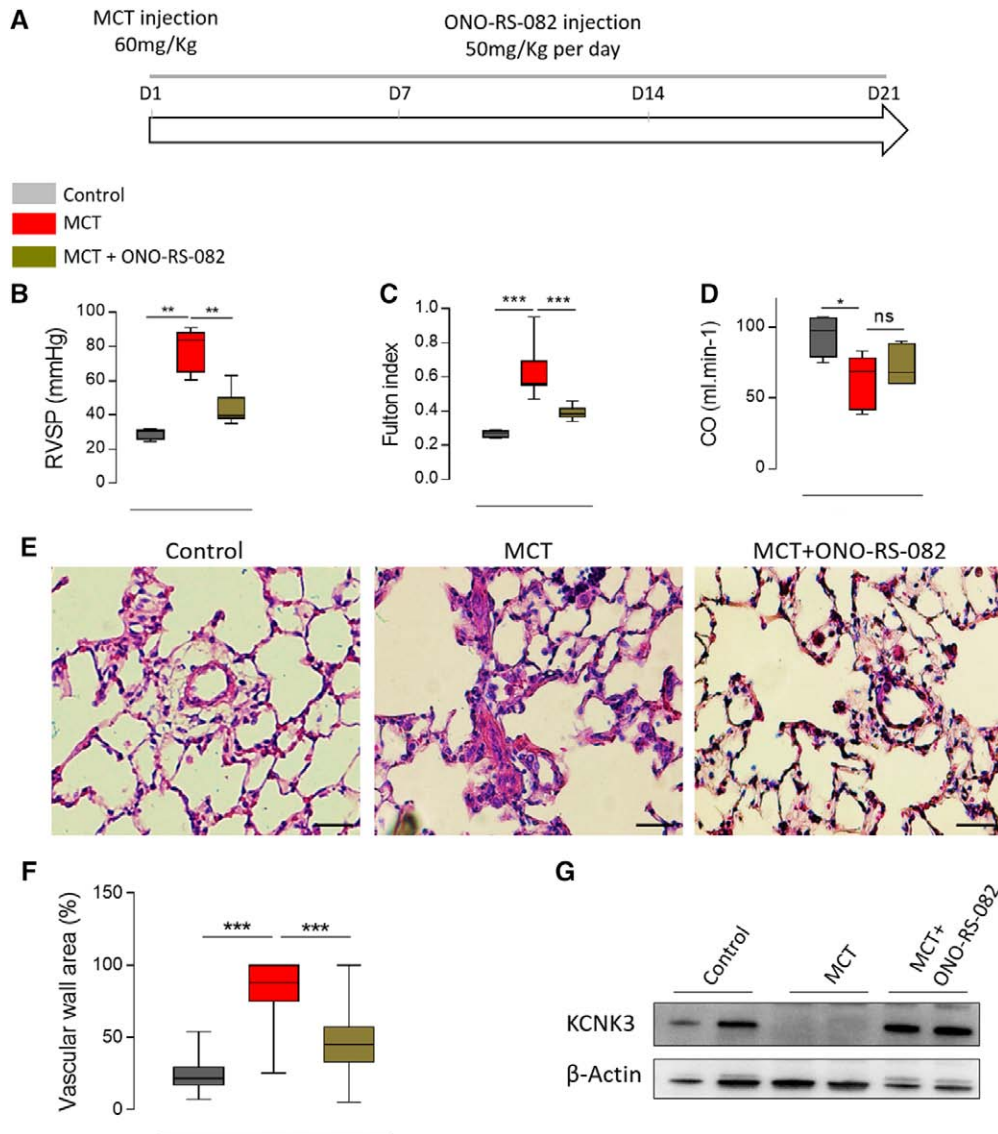 A
MCT injection
60mg/Kg
ONO-RS-082 injection
50mg/Kg per day
D1 D7 D14 D21
Control
MCT
MCT + ONO-RS-082
B
RVSP (mmHg)
100
80
60
40
20
0
** **
C
Fulton index
1.0
0.8
0.6
0.4
0.2
0.0
*** ***
D
CO (ml.min-1)
100
50
0
* ns
E
Control MCT MCT+ONO-RS-082
F
Vascular wall area (%)
150
100
50
0
*** ***
G
Control
MCT
MCT+
ONO-RS-082
KCNK3
β-Actin